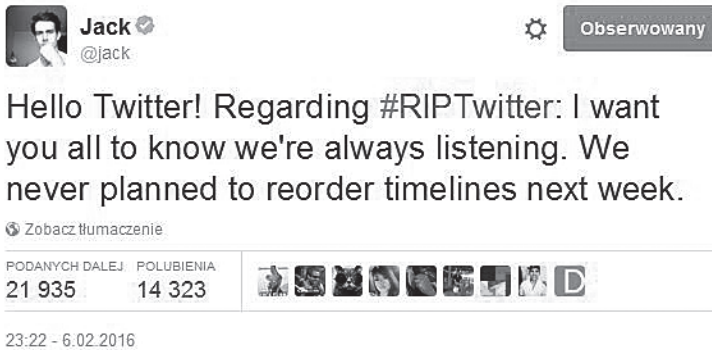 Jack
@jack
Obserwowany
Hello Twitter! Regarding #RIPTwitter: I want
you all to know we're always listening. We
never planned to reorder timelines next week.
Zobacz tłumaczenie
PODANYCH DALEJ POLUBIENIA
21 935 14 323
D
23:22 - 6.02.2016